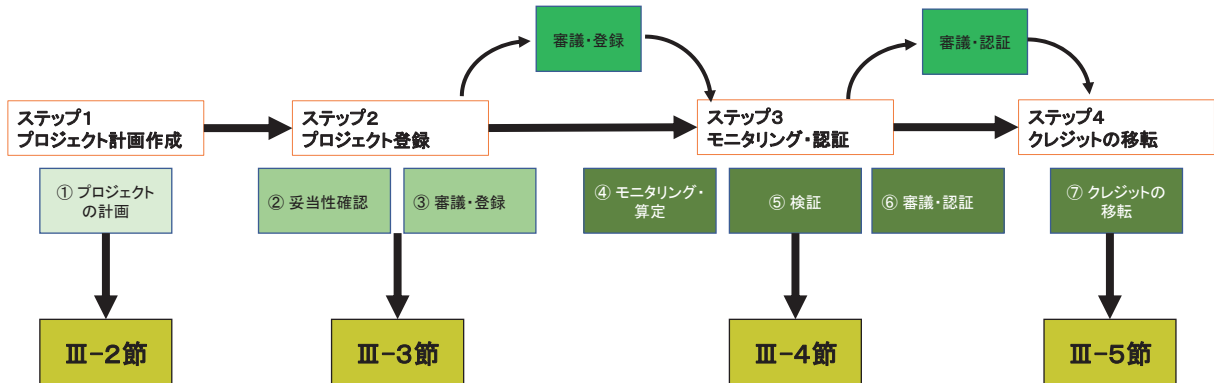 審議・登録
審議・認証
ステップ1
プロジェクト計画作成
ステップ2
プロジェクト登録
ステップ3
モニタリング・認証
ステップ4
クレジットの移転
① プロジェクト
の計画
② 妥当性確認
③ 審議・登録
④ モニタリング・
算定
⑤ 検証
⑥ 審議・認証
⑦ クレジットの
移転
Ⅲ-2節
Ⅲ-3節
Ⅲ-4節
Ⅲ-5節